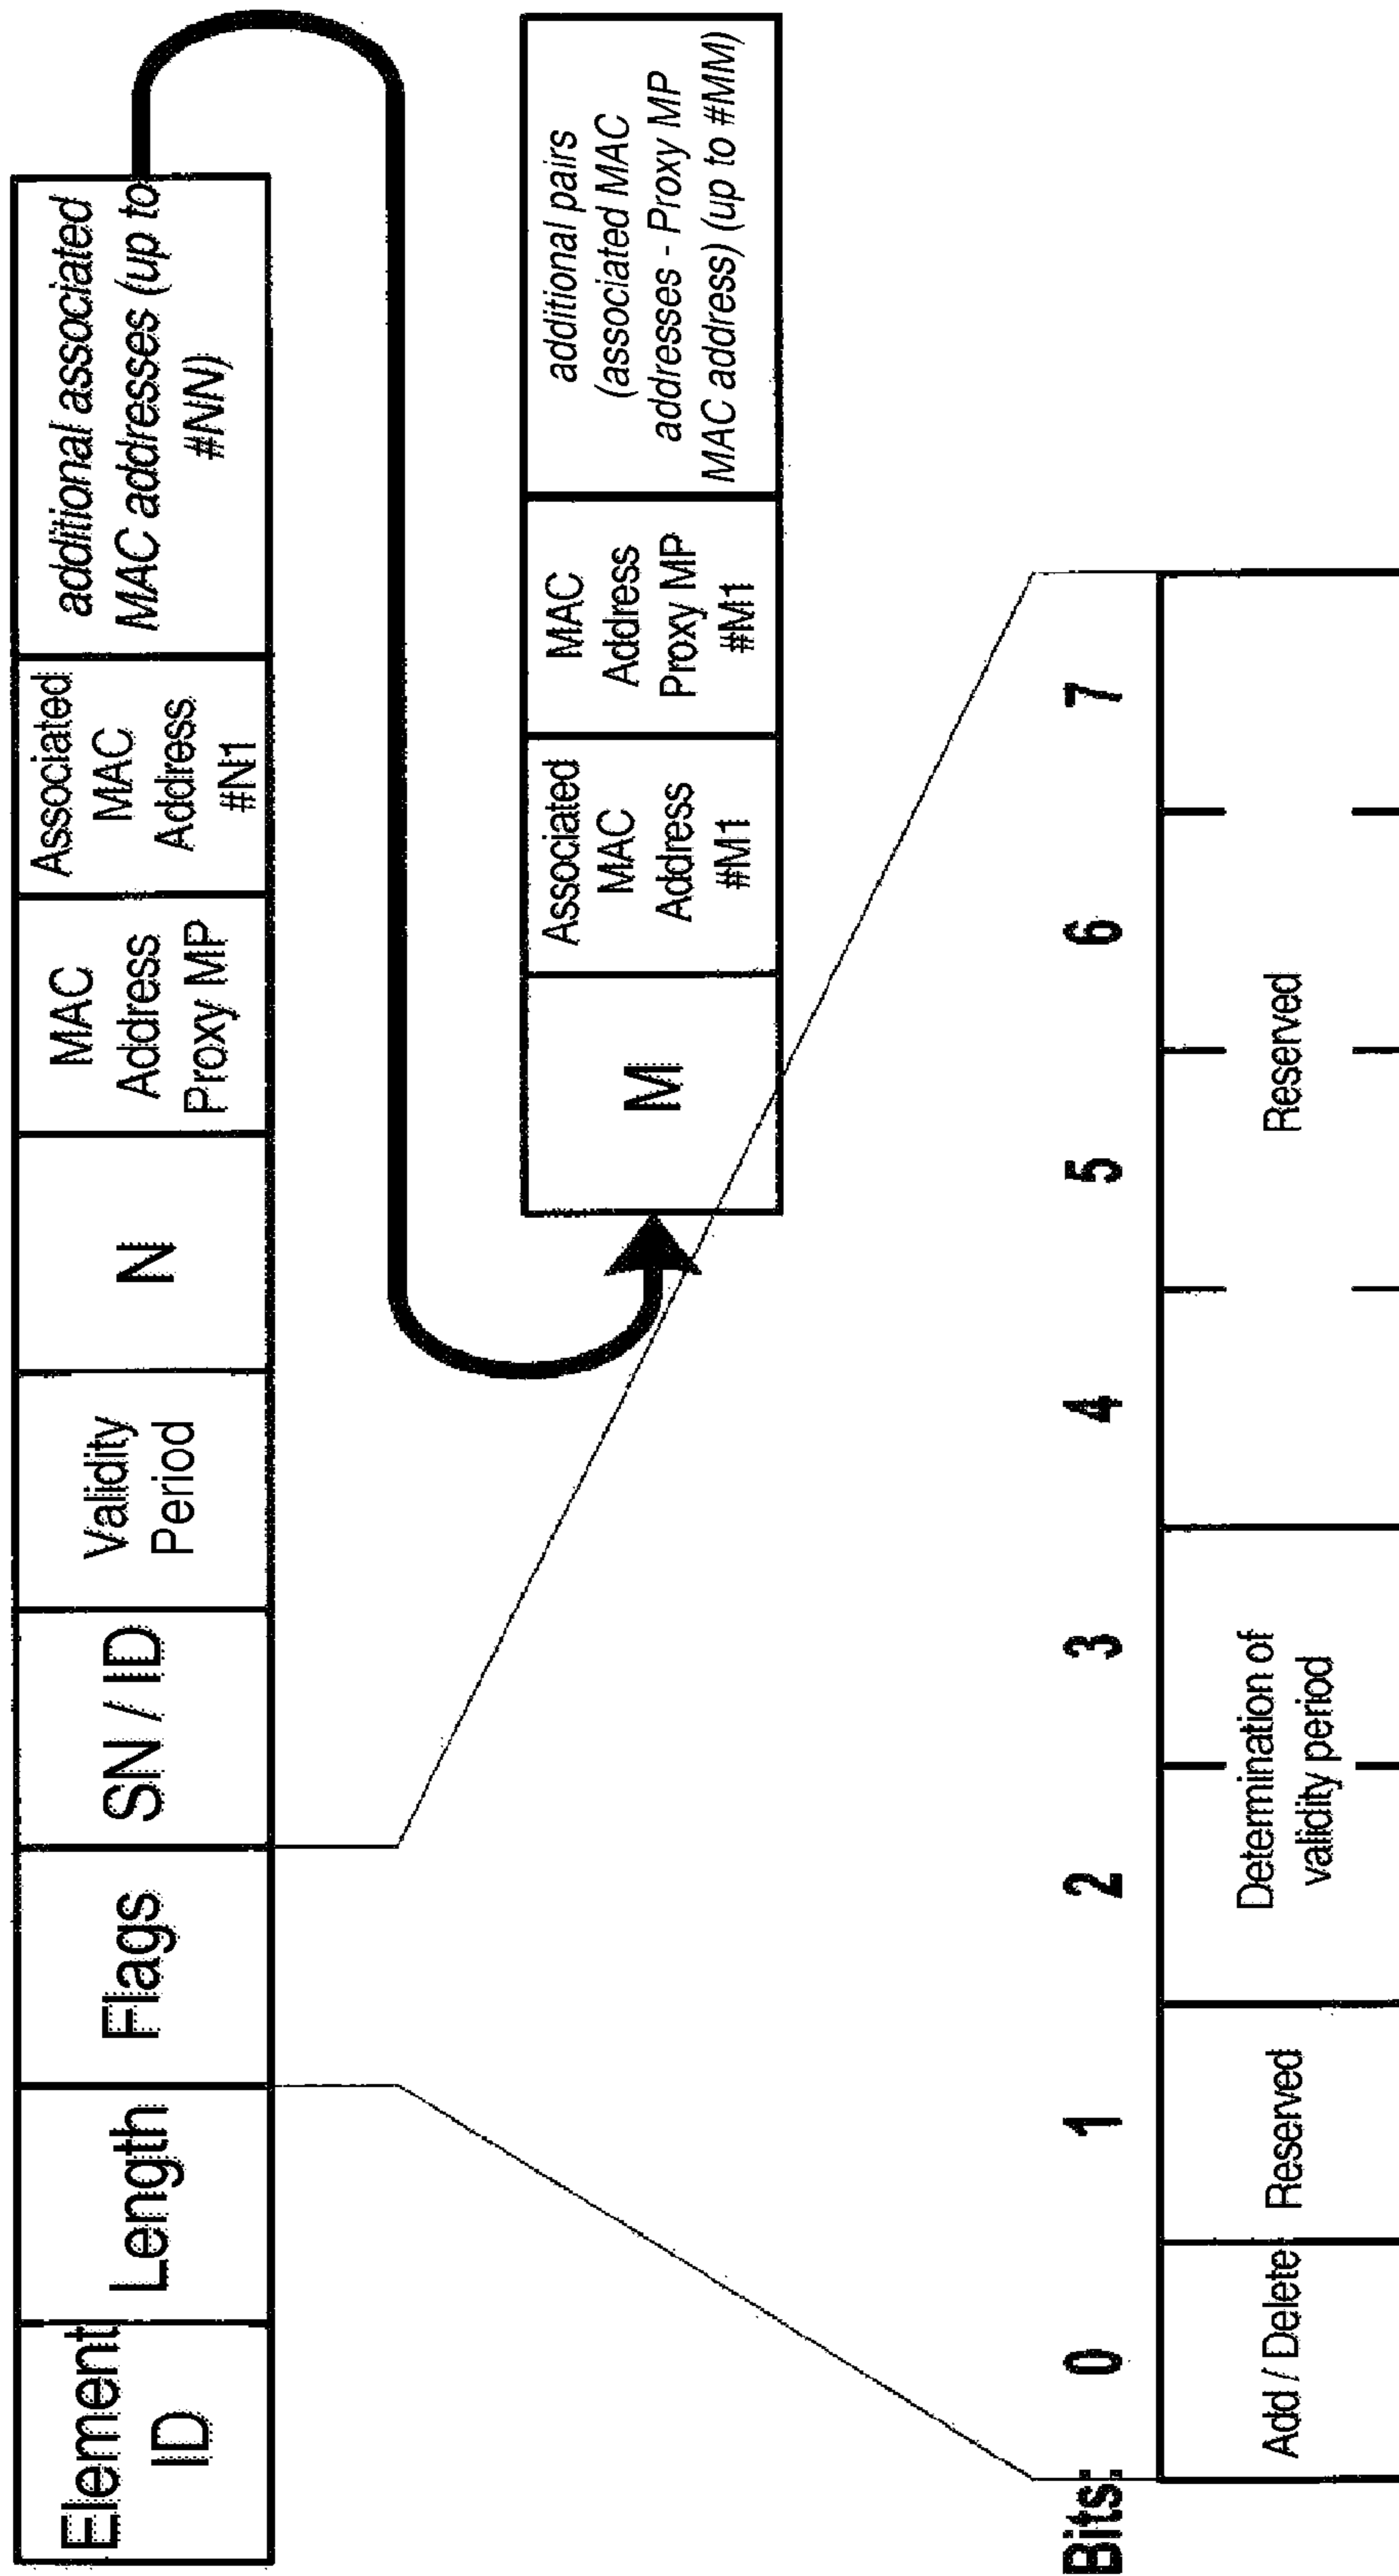 Element
ID
Length
Flags
SN / ID
Validity
Period
N
MAC
Address
Proxy MP
Associated
MAC
Address
#N1
additional associated
MAC addresses (up to
#NN)
M
Associated
MAC
Address
#M1
MAC
Address
Proxy MP
#M1
additional pairs
(associated MAC
addresses - Proxy MP
MAC address) (up to #MM)
Bits: 0 1 2 3 4 5 6 7
Add / Delete
Reserved
Determination of
validity period
Reserved